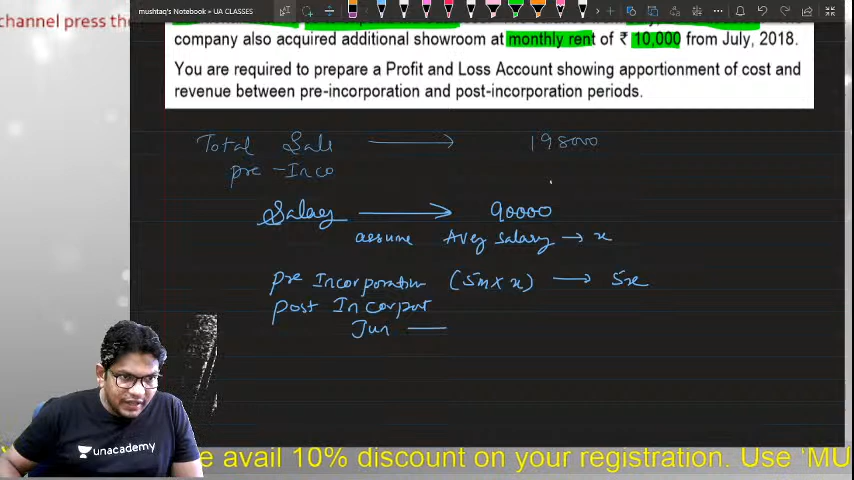 channel press the
mushtaq's Notebook » UA CLASSES
company also acquired additional showroom at monthly rent of ₹ 10,000 from July, 2018.
You are required to prepare a Profit and Loss Account showing apportionment of cost and
revenue between pre-incorporation and post-incorporation periods.
Total Sale → 198000
pre - Inco
Salary → 90000
assume Aveg salary → x
pre Incorporation (5m x x) → 5x
post Incorport
Jun —
unacademy
e avail 10% discount on your registration. Use 'MU